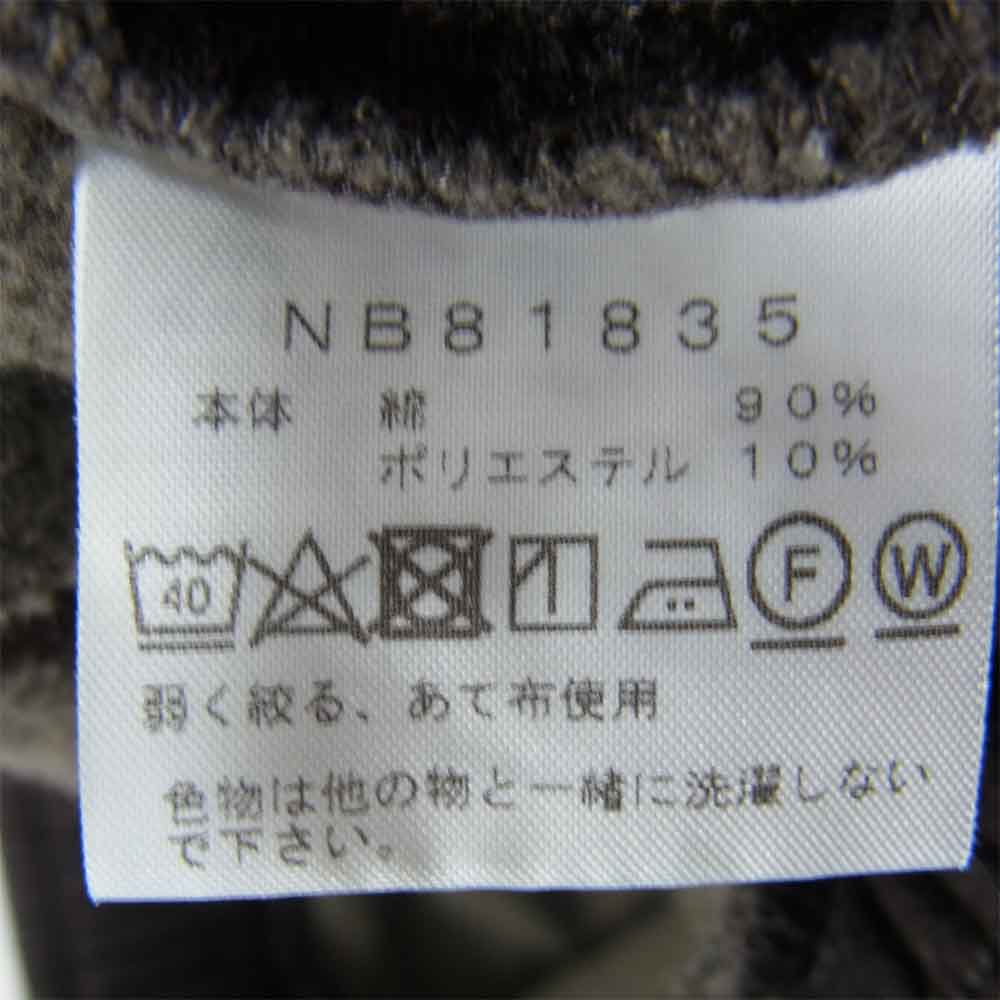 NB81835
本体 綿 90%
ポリエステル 10%
40 F W
弱く絞る、あて布使用
色物は他の物と一緒に洗濯しない
で下さい。